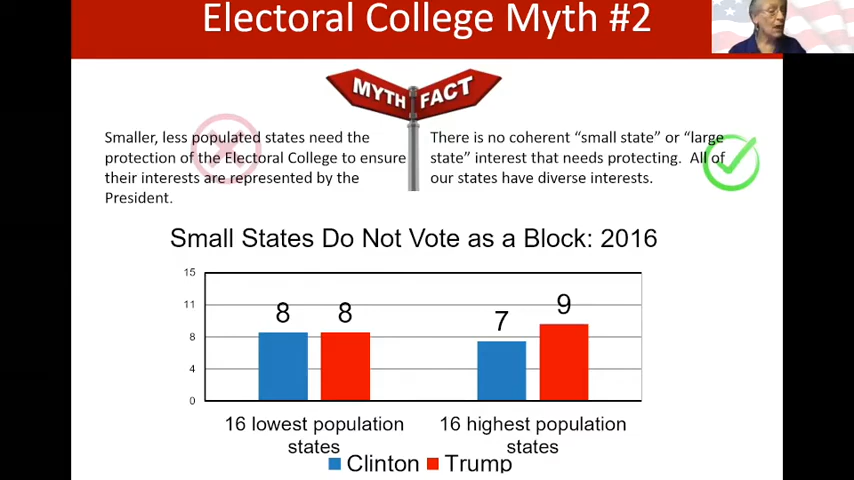 Electoral College Myth #2
MYTH FACT
Smaller, less populated states need the
protection of the Electoral College to ensure
their interests are represented by the
President.
There is no coherent “small state” or “large
state” interest that needs protecting. All of
our states have diverse interests.
Small States Do Not Vote as a Block: 2016
15
11
8
4
0
8
8
7
9
16 lowest population
states
16 highest population
states
Clinton Trump